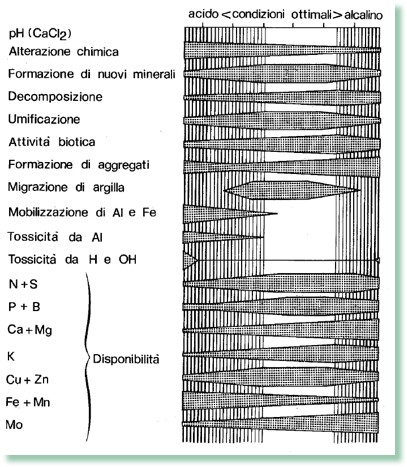 acido < condizioni ottimali > alcalino
pH (CaCl2)
Alterazione chimica
Formazione di nuovi minerali
Decomposizione
Umificazione
Attività biotica
Formazione di aggregati
Migrazione di argilla
Mobilizzazione di Al e Fe
Tossicità da Al
Tossicità da H e OH
N+S
P + B
Ca+Mg
K
Disponibilità
Cu + Zn
Fe + Mn
Mo